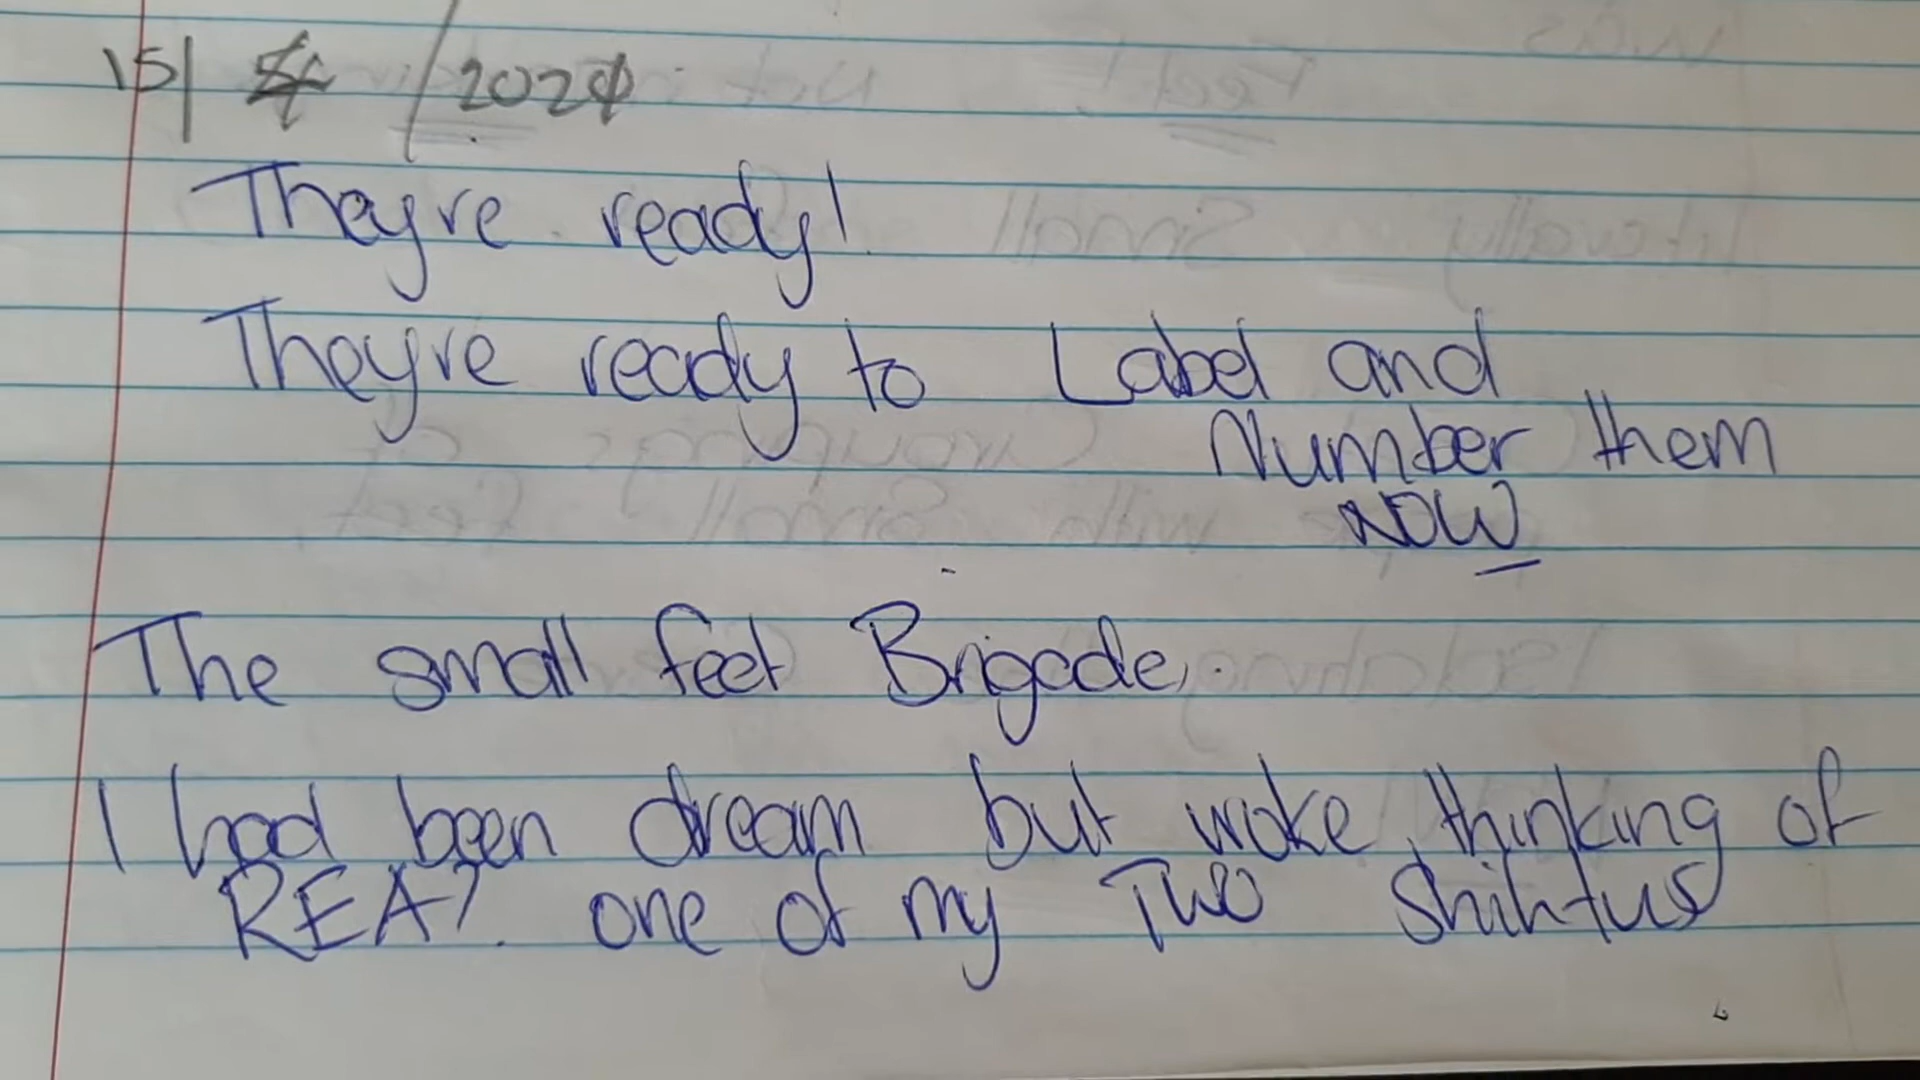 15/ /2021
Theyre ready!
Theyre ready to Label and
Number them
NOW
The small feet Brigade.
I had been dream but woke thinking of
REA! one of my Two Shihtus